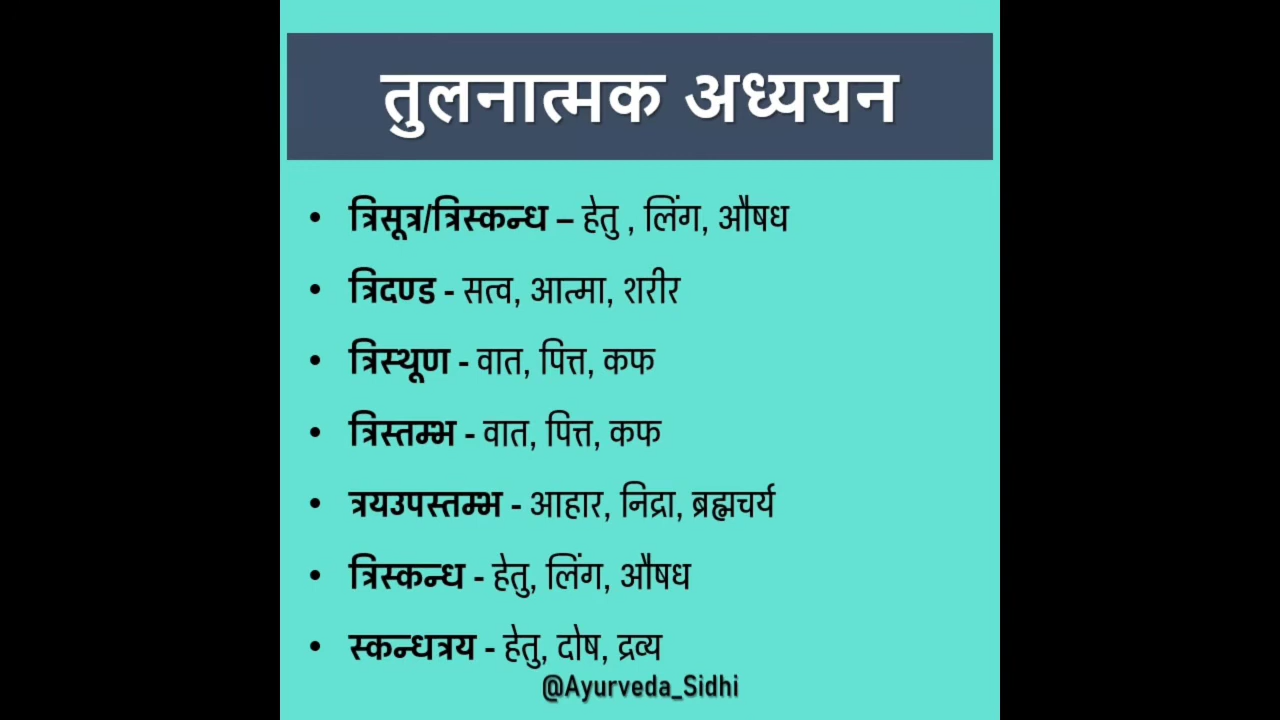 तुलनात्मक अध्ययन
• त्रिसूत्र/त्रिस्कन्ध – हेतु , लिंग, औषध
• त्रिदण्ड - सत्व, आत्मा, शरीर
• त्रिस्थूण - वात, पित्त, कफ
• त्रिस्तम्भ - वात, पित्त, कफ
• त्रयउपस्तम्भ - आहार, निद्रा, ब्रह्मचर्य
• त्रिस्कन्ध - हेतु, लिंग, औषध
• स्कन्धत्रय - हेतु, दोष, द्रव्य
@Ayurveda_Sidhi